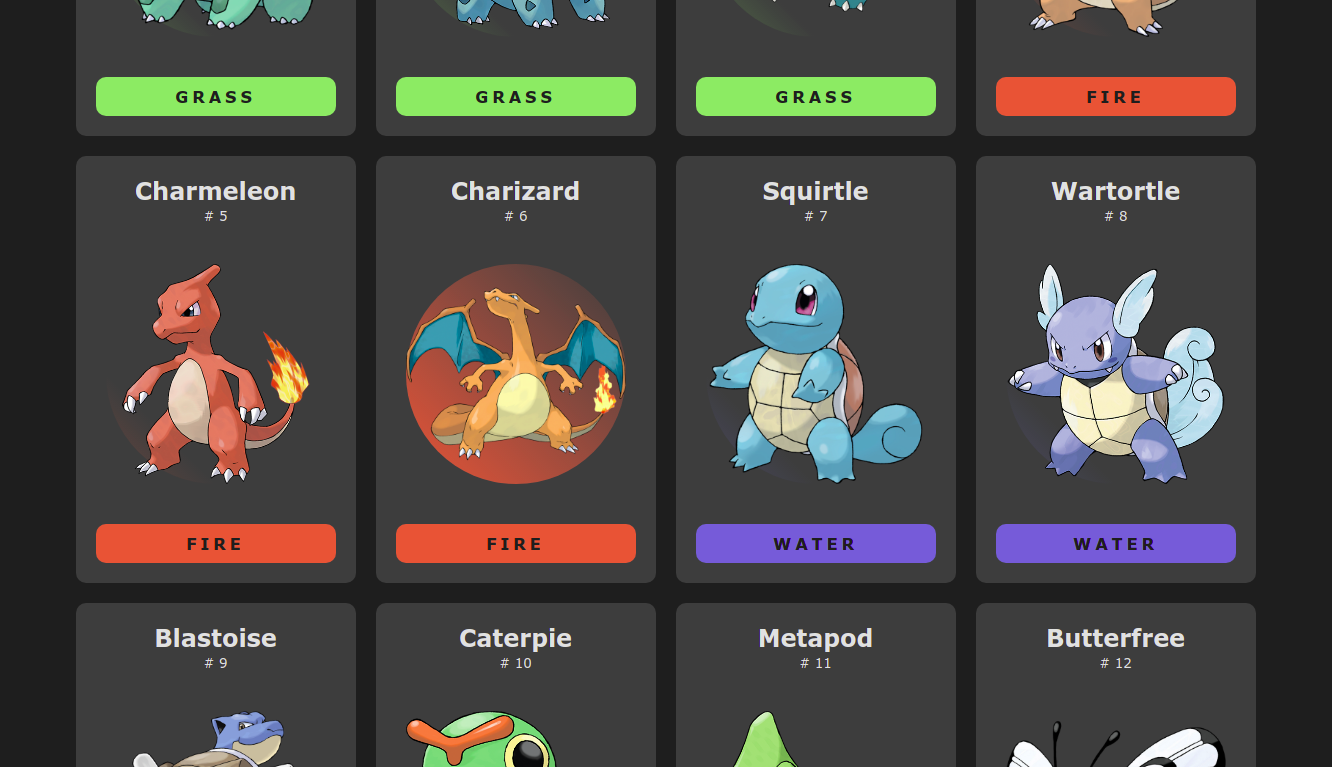 GRASS
GRASS
GRASS
FIRE
Charmeleon
# 5
Charizard
# 6
Squirtle
# 7
Wartortle
# 8
FIRE
FIRE
WATER
WATER
Blastoise
# 9
Caterpie
# 10
Metapod
# 11
Butterfree
# 12